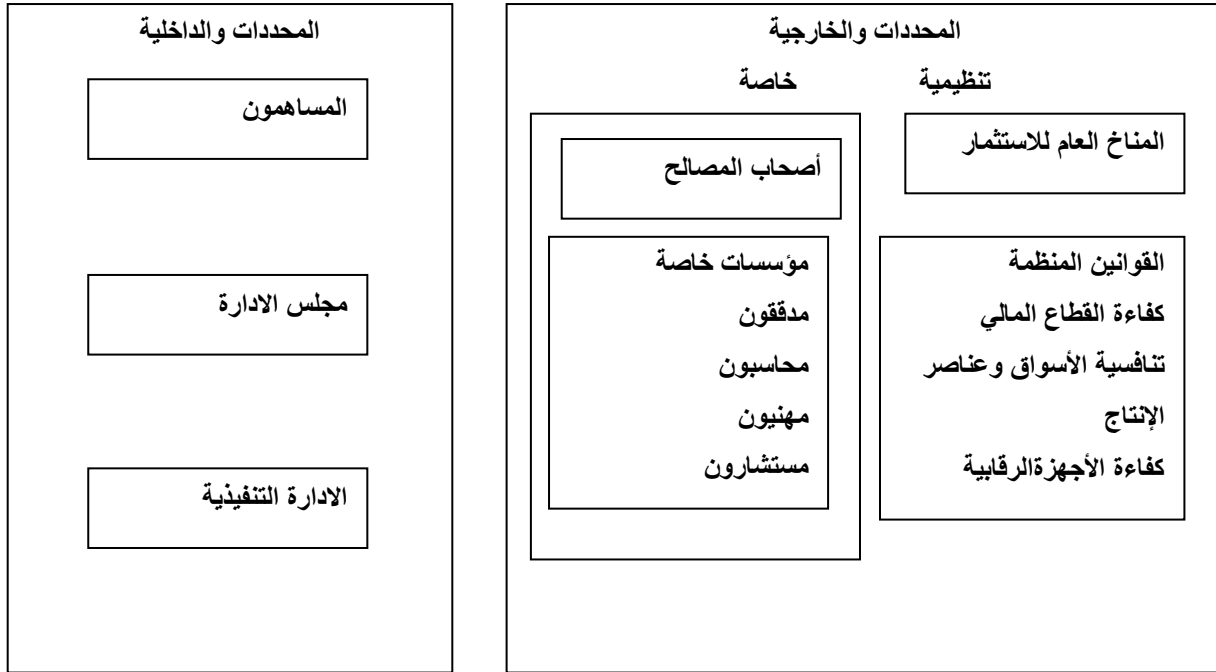 المحددات والخارجية
تنظيمية
خاصة
المناخ العام للاستثمار
القوانين المنظمة
كفاءة القطاع المالي
تنافسية الأسواق وعناصر
الإنتاج
كفاءة الأجهزةالرقابية
أصحاب المصالح
مؤسسات خاصة
مدققون
محاسبون
مهنيون
مستشارون
المحددات والداخلية
المساهمون
مجلس الادارة
الادارة التنفيذية